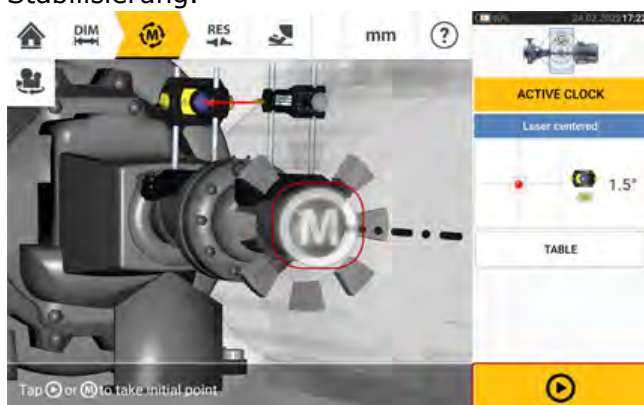 Stabilisierung.
DIM
M
RES
mm
?
24.02.2022 17:22
ACTIVE CLOCK
Laser centered
1.5°
TABLE
M
Tap or M to take initial point